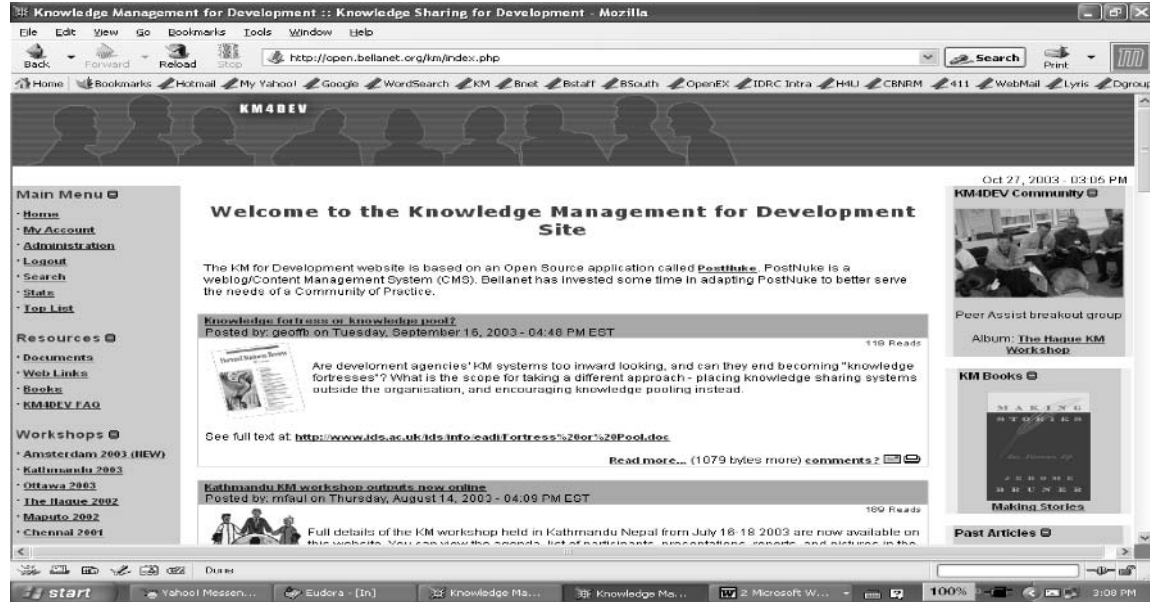 Knowledge Management for Development :: Knowledge Sharing for Development - Mozilla
File Edit View Go Bookmarks Tools Window Help
Back Forward Reload Stop http://open.bellanet.org/km/index.php Search Print
Home Bookmarks Hotmail My Yahoo! Google WordSearch KM Bnet Bstaff BSouth OpenEX IDRC Intra H4U CBNRM 411 WebMail Lyris Dgroup
KM4DEV
Oct 27, 2003 - 03:06 PM
Main Menu
· Home
· My Account
· Administration
· Logout
· Search
· Stats
· Top List
Resources
· Documents
· Web Links
· Books
· KM4DEV FAQ
Workshops
· Amsterdam 2003 (NEW)
· Kathmandu 2003
· Ottawa 2003
· The Hague 2002
· Maputo 2002
· Chennai 2001
Welcome to the Knowledge Management for Development
Site
The KM for Development website is based on an Open Source application called PostNuke. PostNuke is a
weblog/Content Management System (CMS). Bellanet has invested some time in adapting PostNuke to better serve
the needs of a Community of Practice.
Knowledge fortress or knowledge pool?
Posted by: geoffb on Tuesday, September 16, 2003 - 04:48 PM EST
119 Reads
Harvard Business Review
Are develoment agencies' KM systems too inward looking, and can they end becoming "knowledge
fortresses"? What is the scope for taking a different approach - placing knowledge sharing systems
outside the organisation, and encouraging knowledge pooling instead.
See full text at: http://www.ids.ac.uk/ids/info/eadi/Fortress%20or%20Pool.doc
Read more... (1079 bytes more) comments?
Kathmandu KM workshop outputs now online
Posted by: mfaul on Thursday, August 14, 2003 - 04:09 PM EST
189 Reads
Full details of the KM workshop held in Kathmandu Nepal from July 16-18 2003 are now available on
this website. You can view the agenda, list of participants, presentations, reports, and pictures in the
KM4DEV Community
Peer Assist breakout group
Album: The Hague KM
Workshop
KM Books
MAKING
STORIES
JEROME
BRUNER
Making Stories
Past Articles
Done
start Yahoo! Messen... Eudora - [In] Knowledge Ma... Knowledge Ma... 2 Microsoft W... 100% 3:08 PM